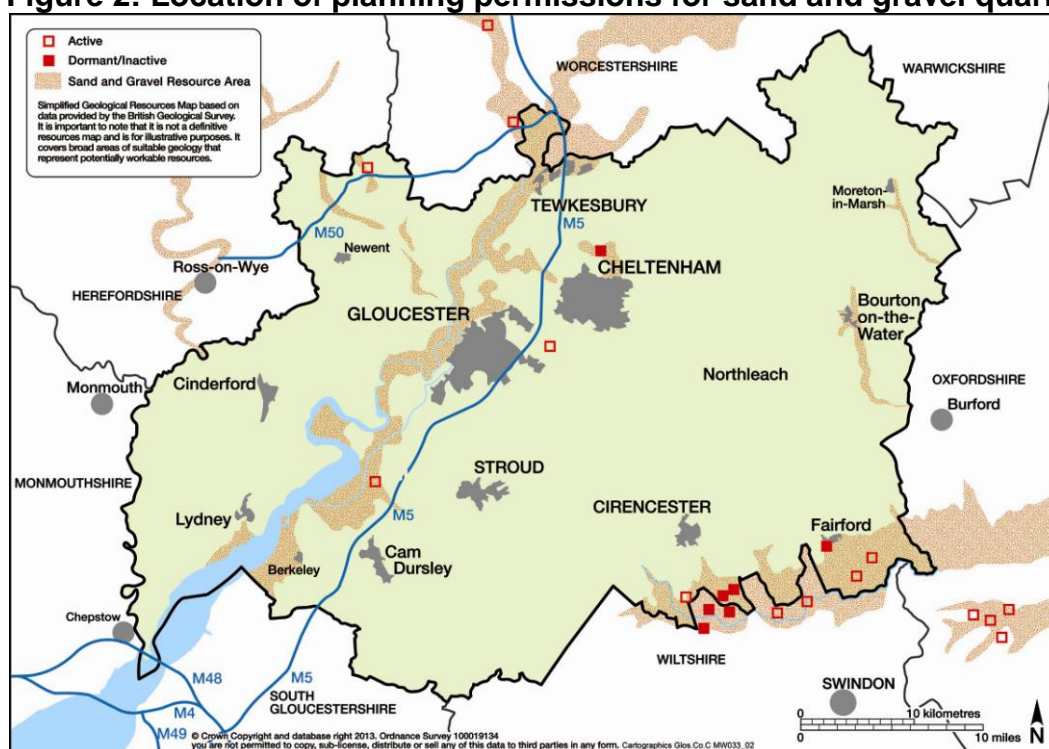 Figure 2: Location of planning permissions for sand and gravel quar
Active
Dormant/Inactive
Sand and Gravel Resource Area
Simplified Geological Resources Map based on
data provided by the British Geological Survey.
It is important to note that it is not a definitive
resources map and is for illustrative purposes. It
covers broad areas of suitable geology that
represent potentially workable resources.
WORCESTERSHIRE
WARWICKSHIRE
Moreton-
in-Marsh
TEWKESBURY
M5
M50
Newent
Ross-on-Wye
HEREFORDSHIRE
CHELTENHAM
GLOUCESTER
Bourton
on-the-
Water
Northleach
OXFORDSHIRE
Burford
Monmouth
Cinderford
MONMOUTHSHIRE
STROUD
CIRENCESTER
Lydney
M5
Fairford
Cam
Dursley
Berkeley
Chepstow
WILTSHIRE
M48
M5
SOUTH
GLOUCESTERSHIRE
M4
M49
SWINDON
0 10 kilometres
0 10 miles
N
© Crown Copyright and database right 2013. Ordnance Survey 100019134
you are not permitted to copy, sub-license, distribute or sell any of this data to third parties in any form. Cartographics Glos.Co.C MW033_02